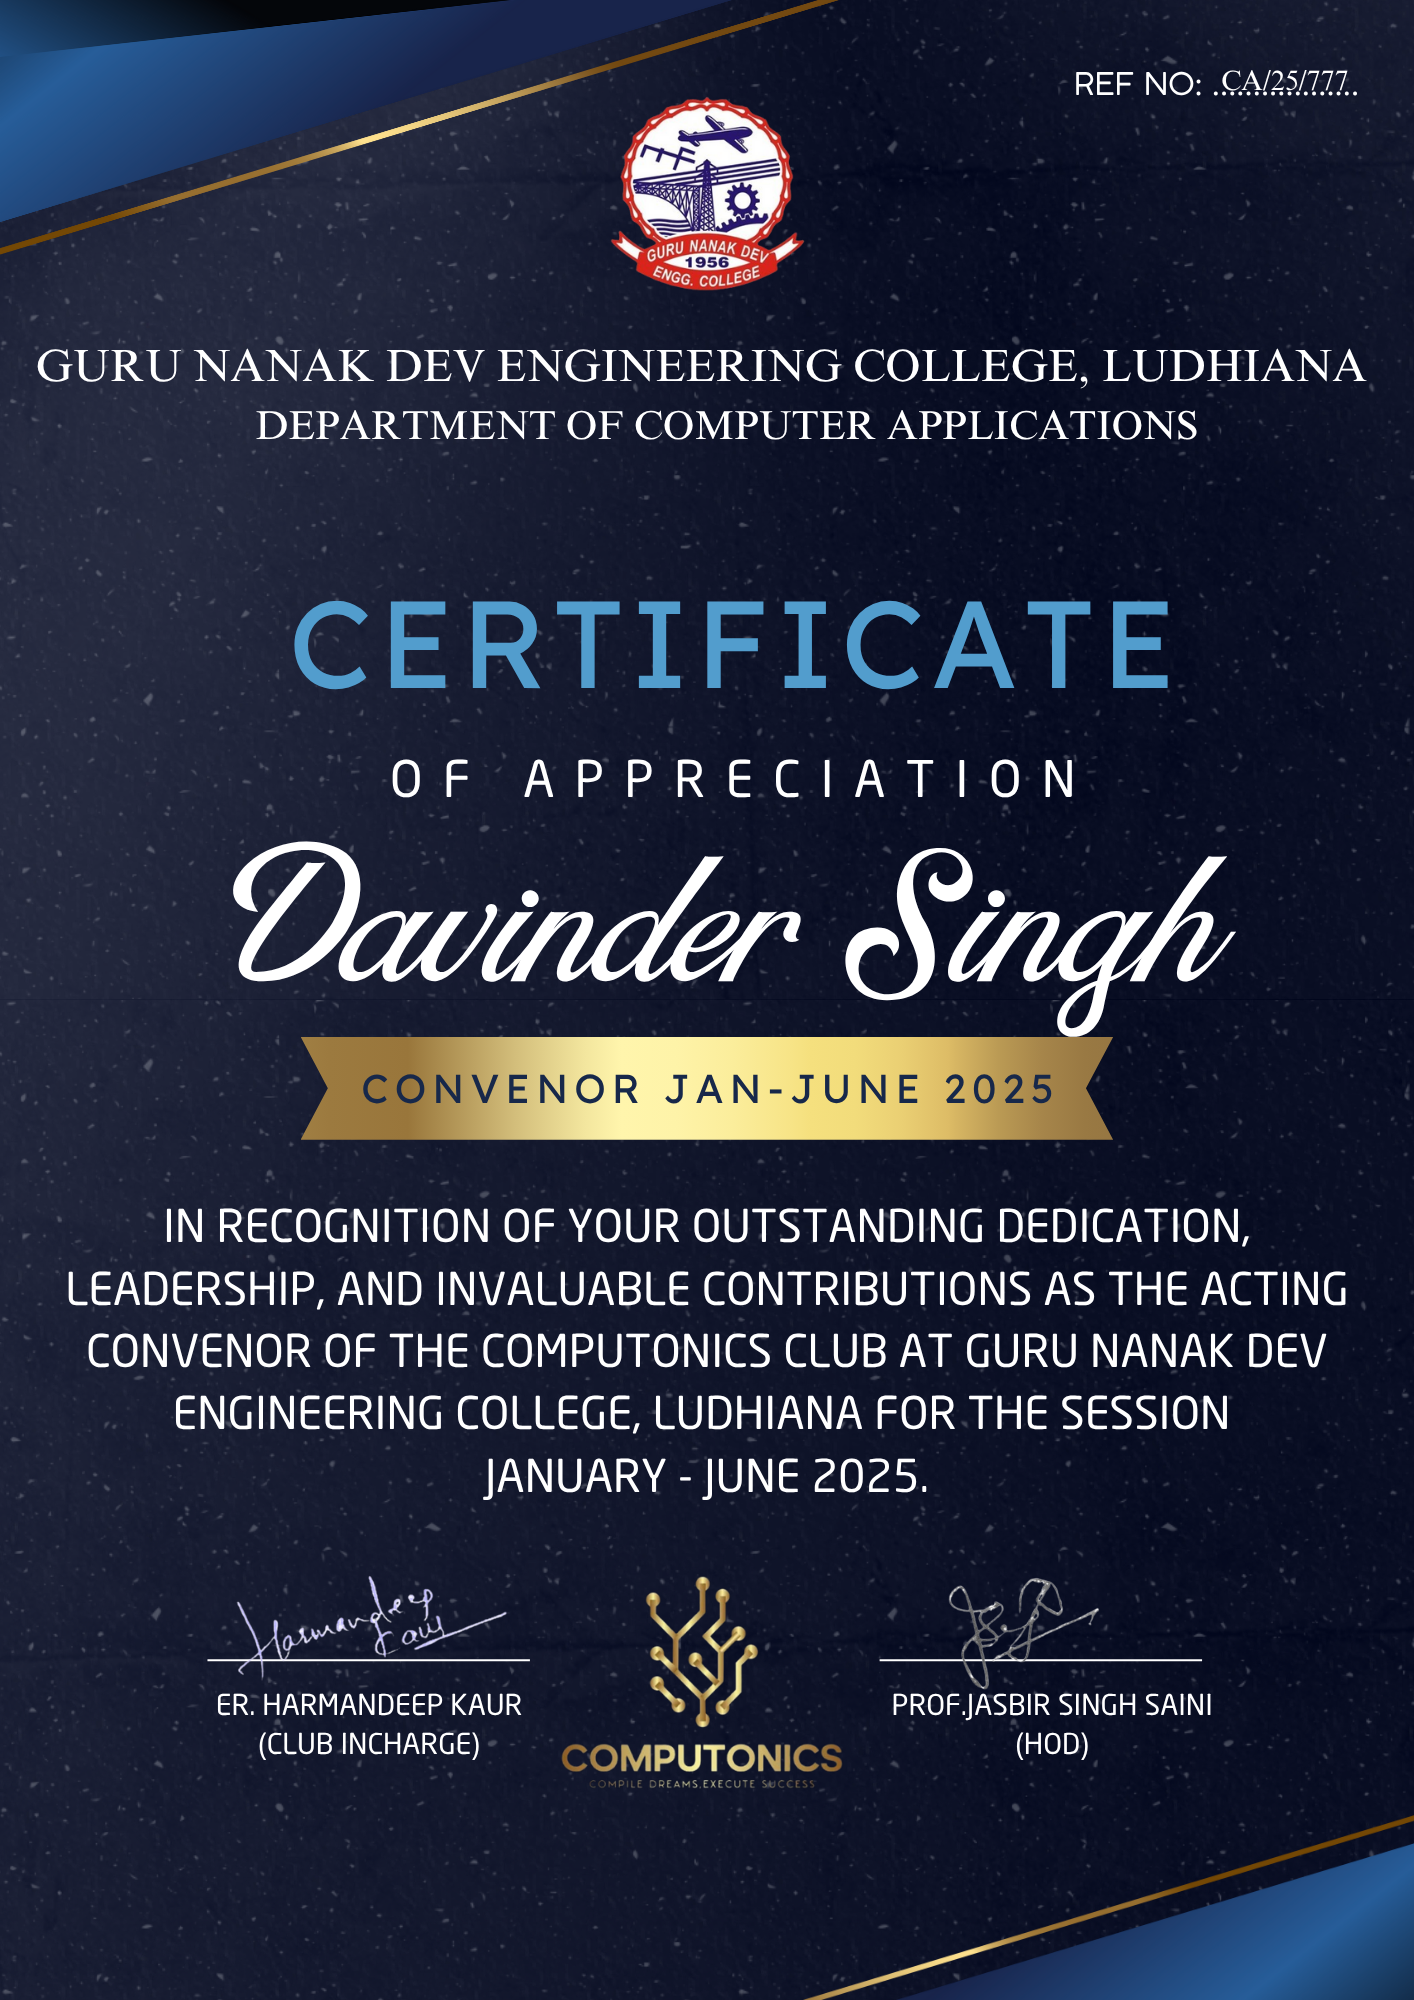 REF NO: ..................
CA/25/777
GURU NANAK DEV
1956
ENGG. COLLEGE
GURU NANAK DEV ENGINEERING COLLEGE, LUDHIANA
DEPARTMENT OF COMPUTER APPLICATIONS
CERTIFICATE
OF APPRECIATION
Davinder Singh
CONVENOR JAN-JUNE 2025
IN RECOGNITION OF YOUR OUTSTANDING DEDICATION,
LEADERSHIP, AND INVALUABLE CONTRIBUTIONS AS THE ACTING
CONVENOR OF THE COMPUTONICS CLUB AT GURU NANAK DEV
ENGINEERING COLLEGE, LUDHIANA FOR THE SESSION
JANUARY - JUNE 2025.
Harmandeep
Kaur
ER. HARMANDEEP KAUR
(CLUB INCHARGE)
COMPUTONICS
COMPILE DREAMS,EXECUTE SUCCESS
PROF.JASBIR SINGH SAINI
(HOD)